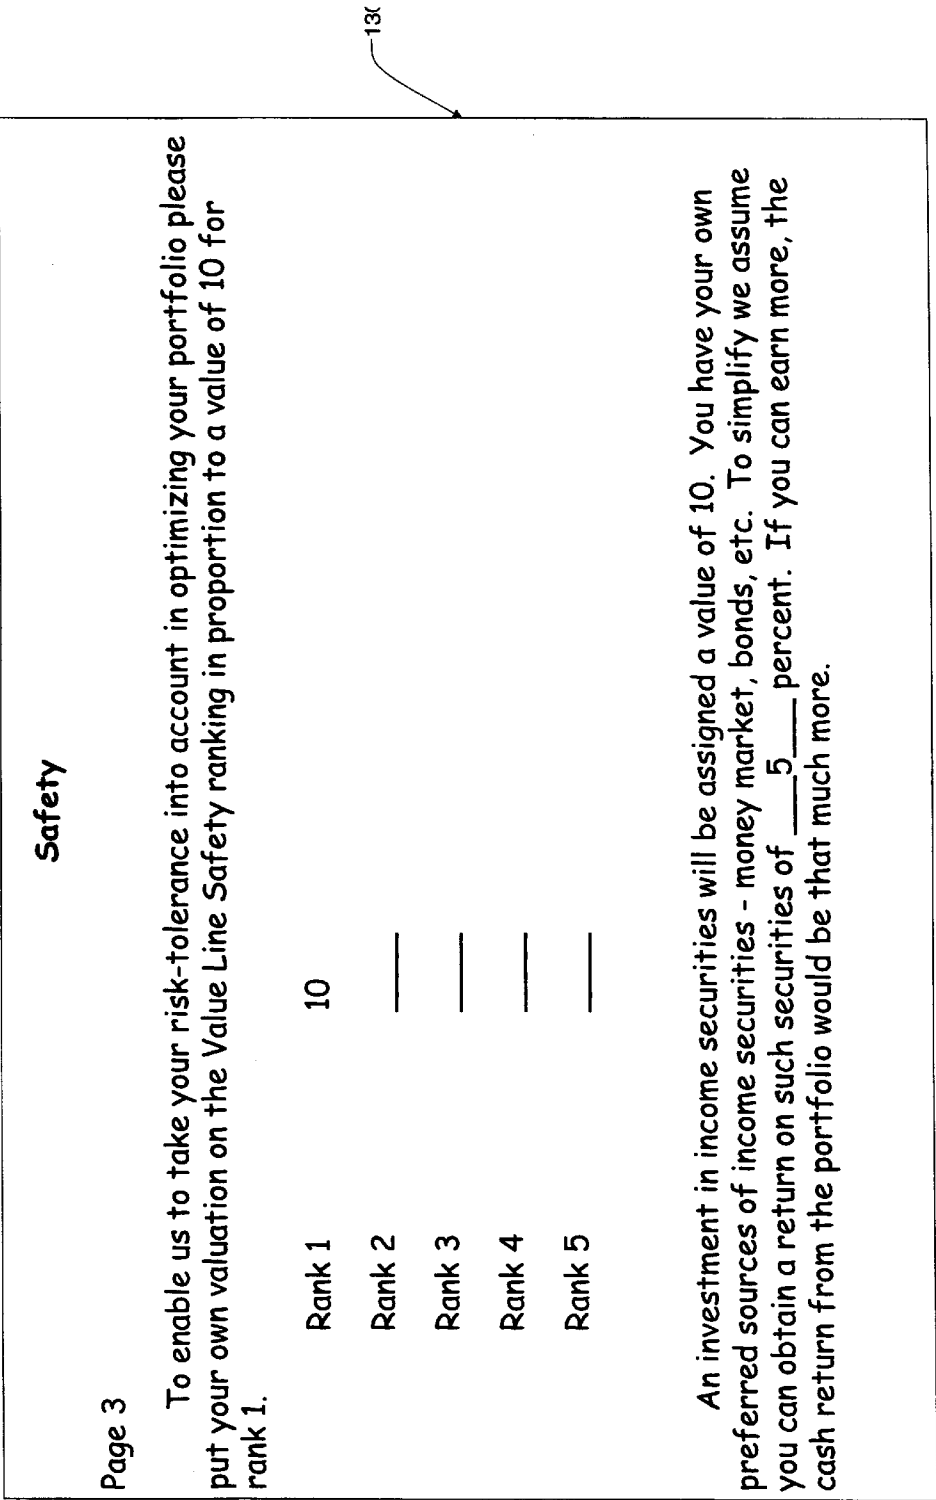 Safety
Page 3
To enable us to take your risk-tolerance into account in optimizing your portfolio please
put your own valuation on the Value Line Safety ranking in proportion to a value of 10 for
rank 1.
Rank 1 10
Rank 2 ____
Rank 3 ____
Rank 4 ____
Rank 5 ____
An investment in income securities will be assigned a value of 10. You have your own
preferred sources of income securities - money market, bonds, etc. To simplify we assume
you can obtain a return on such securities of ___5___ percent. If you can earn more, the
cash return from the portfolio would be that much more.